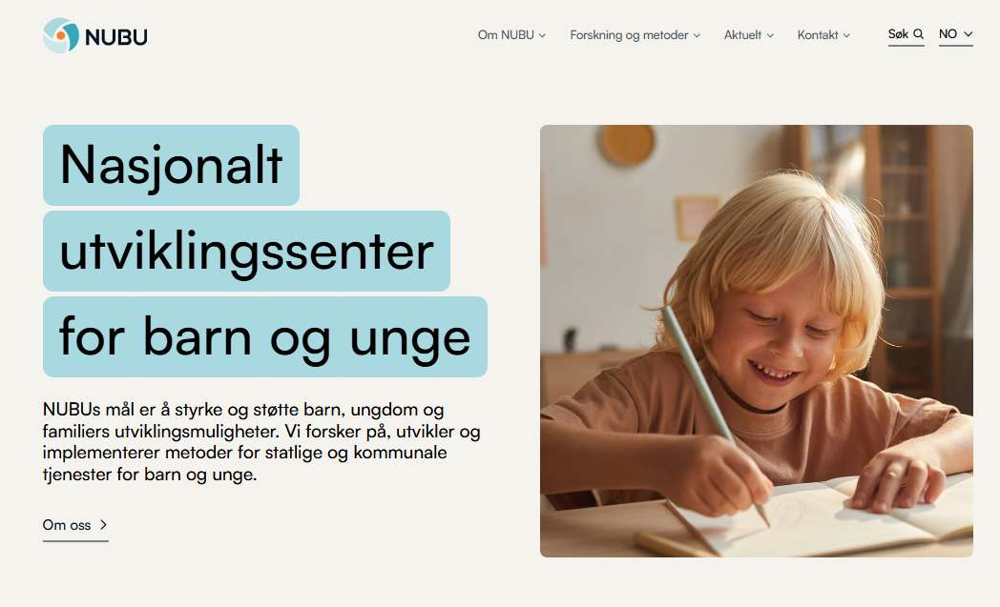 NUBU
Om NUBU
Forskning og metoder
Aktuelt
Kontakt
Søk
NO
Nasjonalt
utviklingssenter
for barn og unge
NUBUs mål er å styrke og støtte barn, ungdom og
familiers utviklingsmuligheter. Vi forsker på, utvikler og
implementerer metoder for statlige og kommunale
tjenester for barn og unge.
Om oss